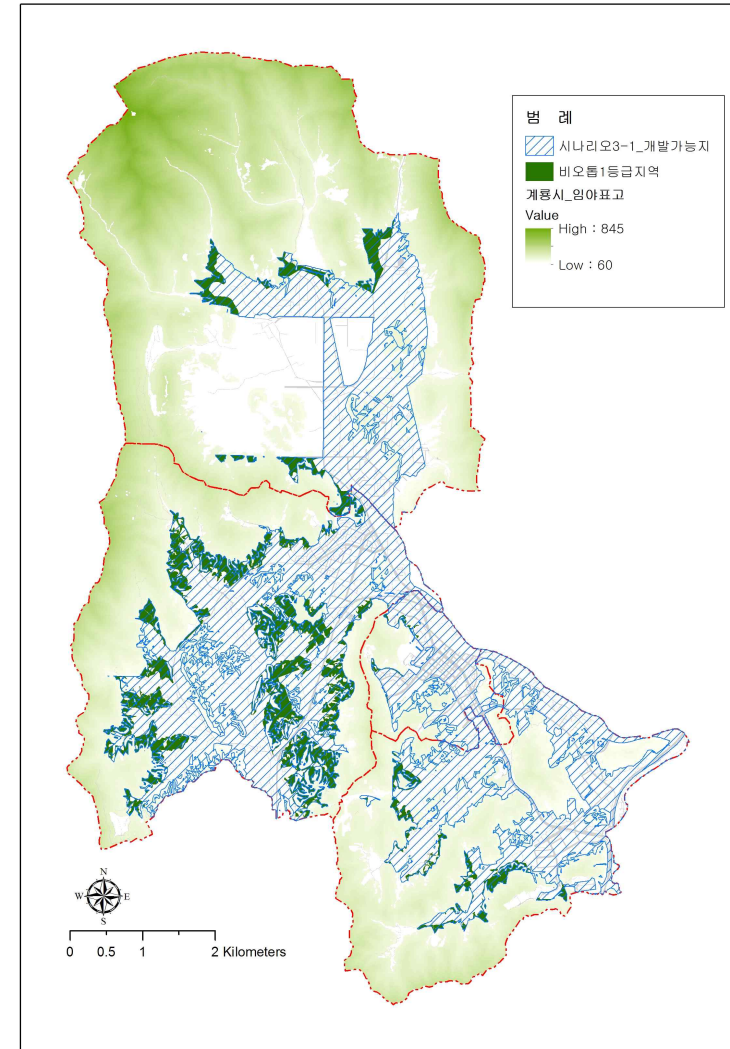 범 례
시나리오3-1_개발가능지
비오톱1등급지역
계룡시_임야표고
Value
High : 845
Low : 60
N
W
E
S
0 0.5 1 2 Kilometers